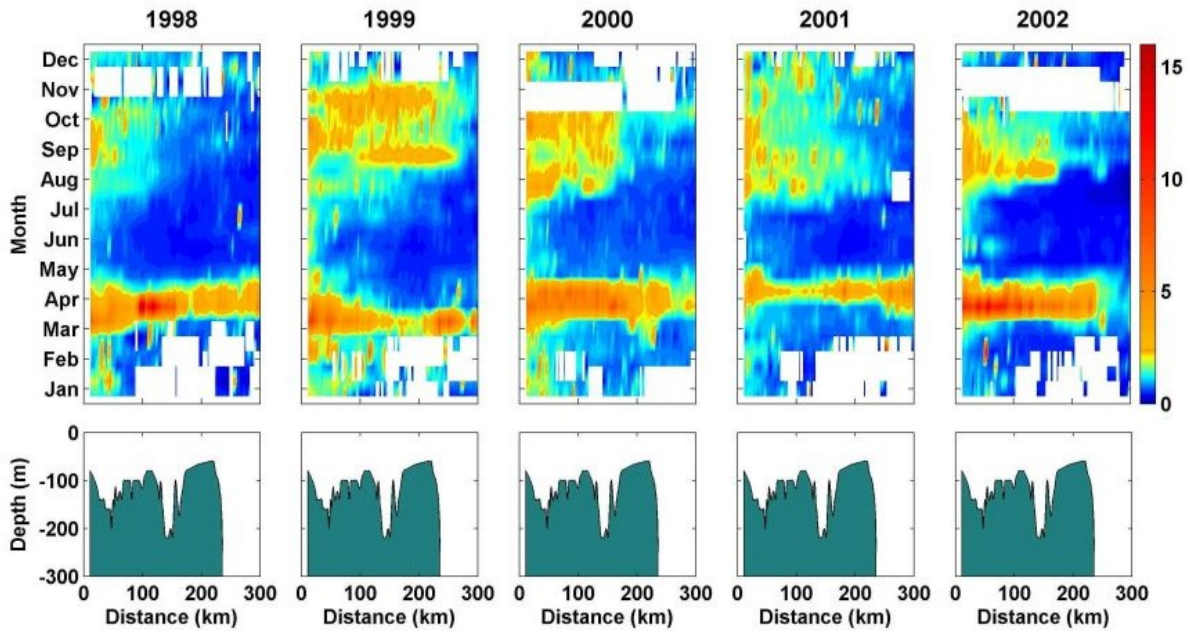 1998 1999 2000 2001 2002
Dec
Nov
Oct
Sep
Aug
Jul
Jun
May
Apr
Mar
Feb
Jan
Month
15
10
5
0
0
-100
-200
-300
Depth (m)
0 100 200 300 0 100 200 300 0 100 200 300 0 100 200 300 0 100 200 300
Distance (km) Distance (km) Distance (km) Distance (km) Distance (km)